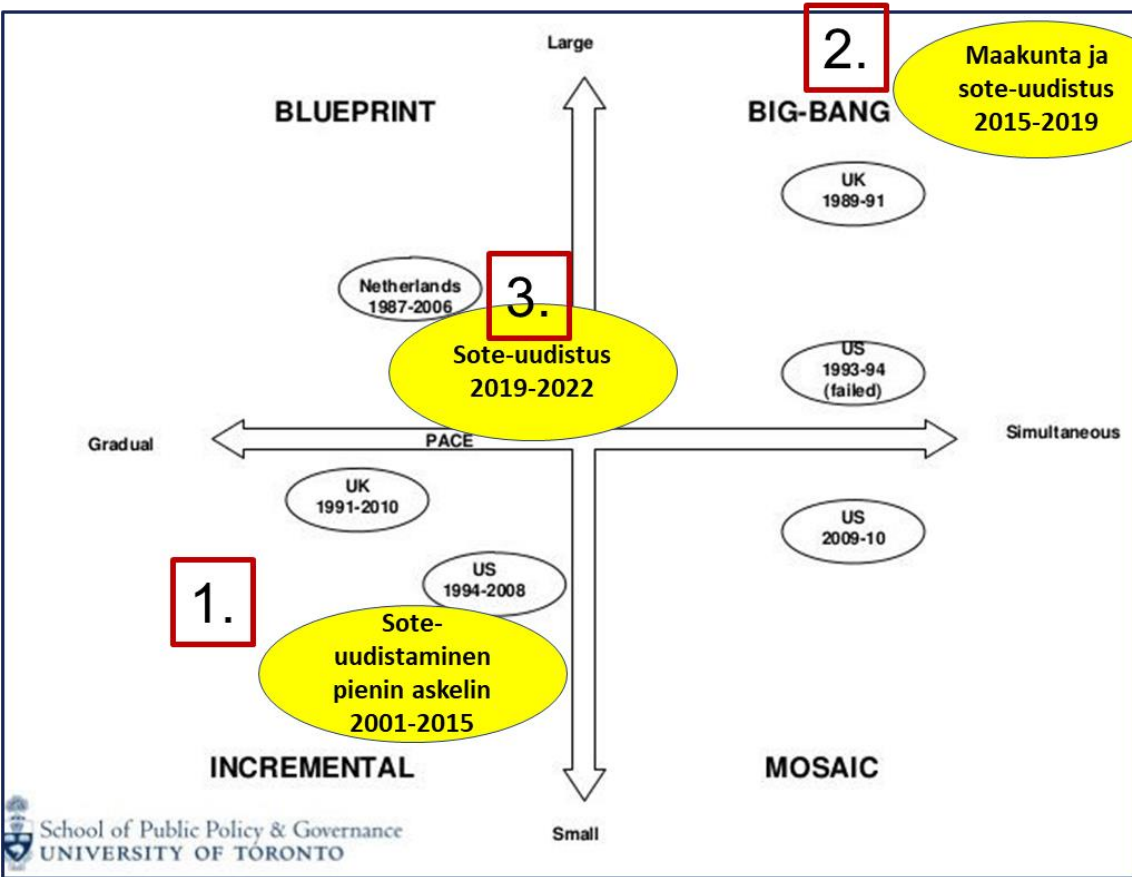 Large
2.
Maakunta ja
sote-uudistus
2015-2019
BLUEPRINT
BIG-BANG
UK
1989-91
Netherlands
1987-2006
3.
Sote-uudistus
2019-2022
US
1993-94
(failed)
Gradual
PACE
Simultaneous
UK
1991-2010
US
2009-10
US
1994-2008
1.
Sote-
uudistaminen
pienin askelin
2001-2015
INCREMENTAL
MOSAIC
Small
School of Public Policy & Governance
UNIVERSITY OF TORONTO